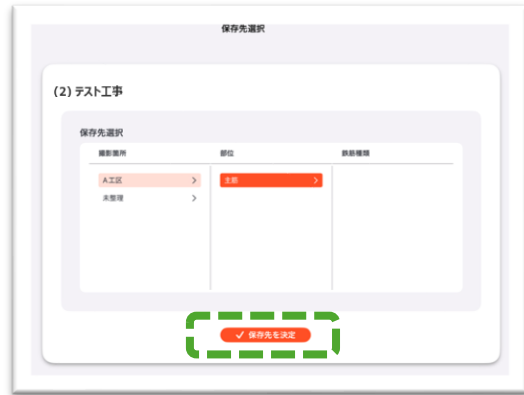 保存先選択
(2) テスト工事
保存先選択
撮影箇所 部位 鉄筋種類
A工区 主筋
未整理
✓ 保存先を決定